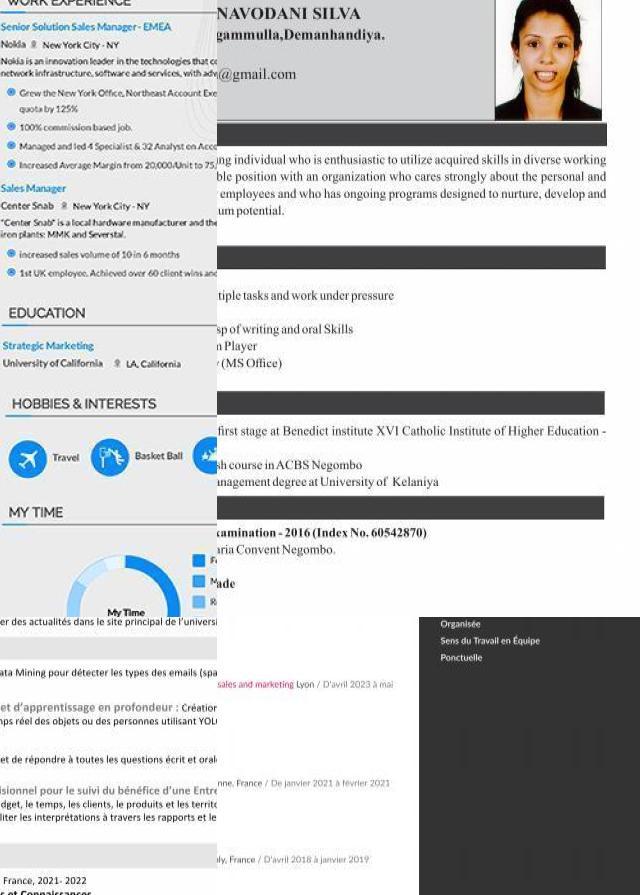 WORK EXPERIENCE
Senior Solution Sales Manager - EMEA
Nokia New York City - NY
Nokia is an innovation leader in the technologies that co
network infrastructure, software and services, with adv
Grew the New York Office, Northeast Account Exe
quota by 125%
100% commission based job.
Managed and led 4 Specialist & 32 Analyst on Acco
Increased Average Margin from 20,000/Unit to 75,
Sales Manager
Center Snab New York City - NY
"Center Snab" is a local hardware manufacturer and the
iron plants: MMK and Severstal.
increased sales volume of 10 in 6 months
1st UK employee. Achieved over 60 client wins and
EDUCATION
Strategic Marketing
University of California LA, California
HOBBIES & INTERESTS
Travel Basket Ball
MY TIME
My Time
NAVODANI SILVA
gammulla,Demanhandiya.
@gmail.com
ing individual who is enthusiastic to utilize acquired skills in diverse working
ble position with an organization who cares strongly about the personal and
employees and who has ongoing programs designed to nurture, develop and
um potential.
tiple tasks and work under pressure
sp of writing and oral Skills
n Player
(MS Office)
first stage at Benedict institute XVI Catholic Institute of Higher Education -
sh course in ACBS Negombo
anagement degree at University of Kelaniya
xamination - 2016 (Index No. 60542870)
aria Convent Negombo.
ade
er des actualités dans le site principal de l'universi
ata Mining pour détecter les types des emails (spa
et d'apprentissage en profondeur : Création
mps réel des objets ou des personnes utilisant YOL
et de répondre à toutes les questions écrit et oral
isionnel pour le suivi du bénéfice d'une Entre
dget, le temps, les clients, le produits et les territo
liter les interprétations à travers les rapports et le
France, 2021- 2022
s et Connaissances
sales and marketing Lyon / D'avril 2023 à mai
nne, France / De janvier 2021 à février 2021
ly, France / D'avril 2018 à janvier 2019
Organisée
Sens du Travail en Équipe
Ponctuelle